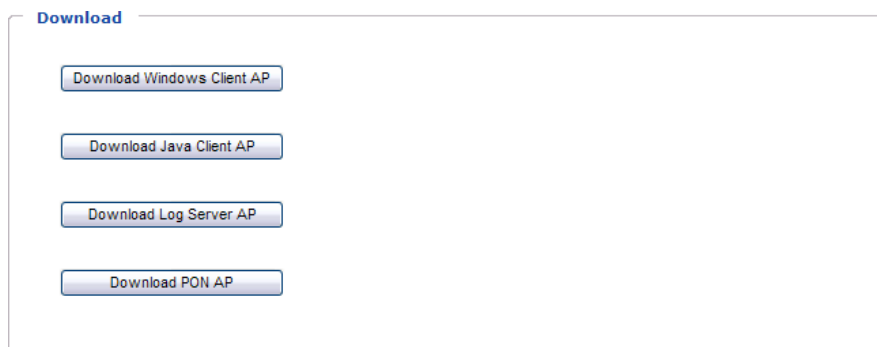 Download
Download Windows Client AP
Download Java Client AP
Download Log Server AP
Download PON AP